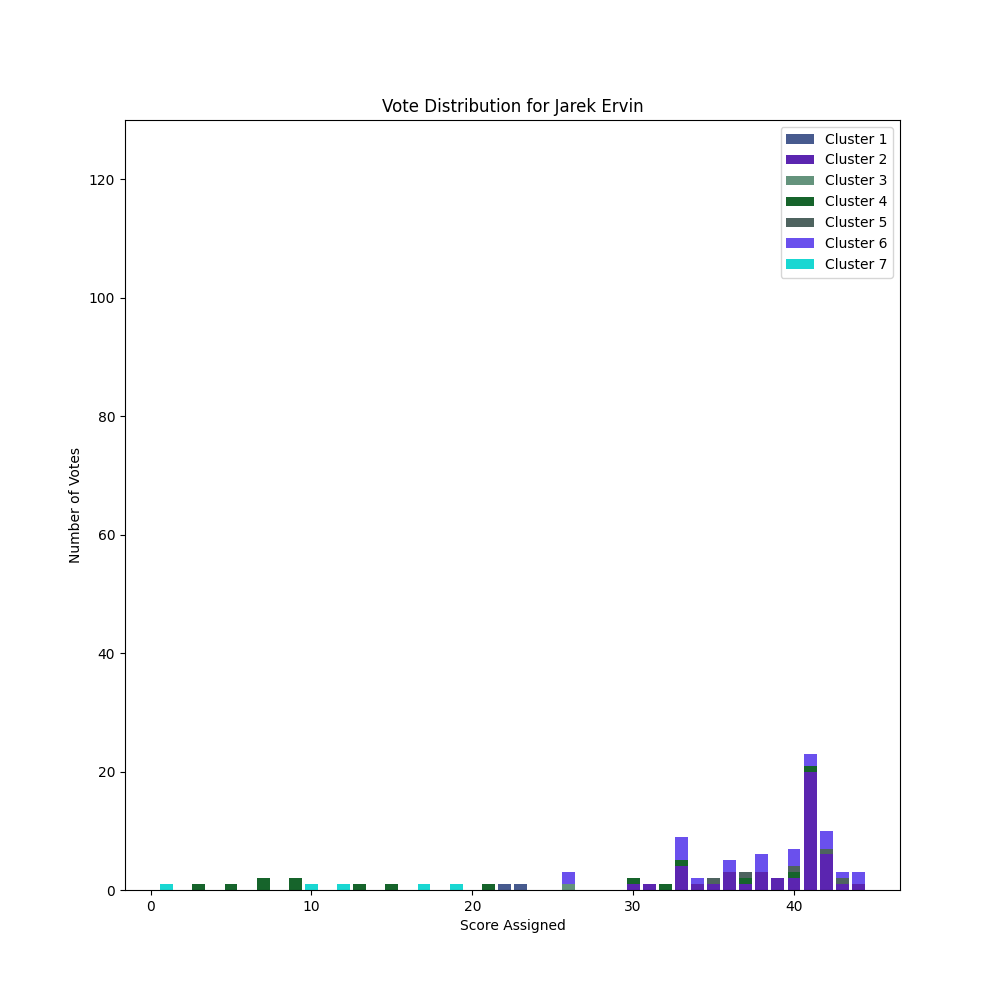 Vote Distribution for Jarek Ervin
Cluster 1
Cluster 2
Cluster 3
Cluster 4
Cluster 5
Cluster 6
Cluster 7
120
100
80
60
40
20
0
Number of Votes
0 10 20 30 40
Score Assigned